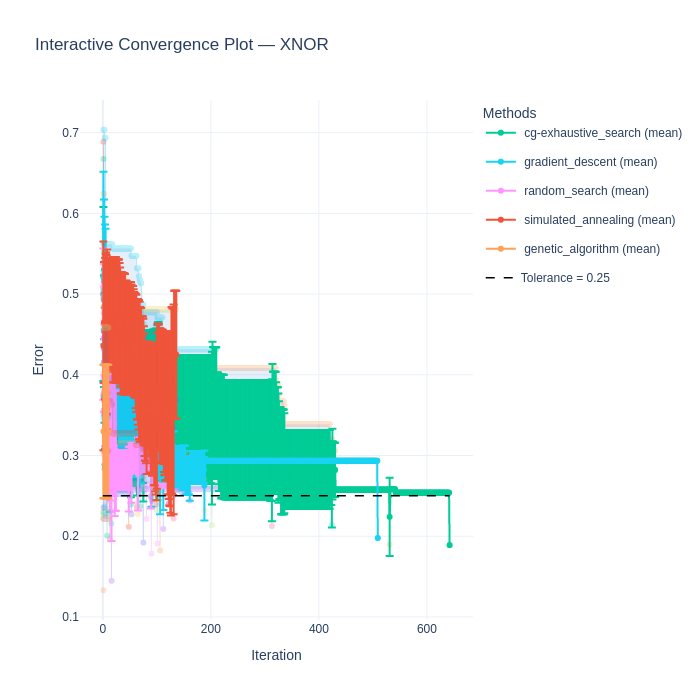 Interactive Convergence Plot — XNOR
Methods
cg-exhaustive_search (mean)
gradient_descent (mean)
random_search (mean)
simulated_annealing (mean)
genetic_algorithm (mean)
Tolerance = 0.25
0.7
0.6
0.5
0.4
0.3
0.2
0.1
Error
0
200
400
600
Iteration